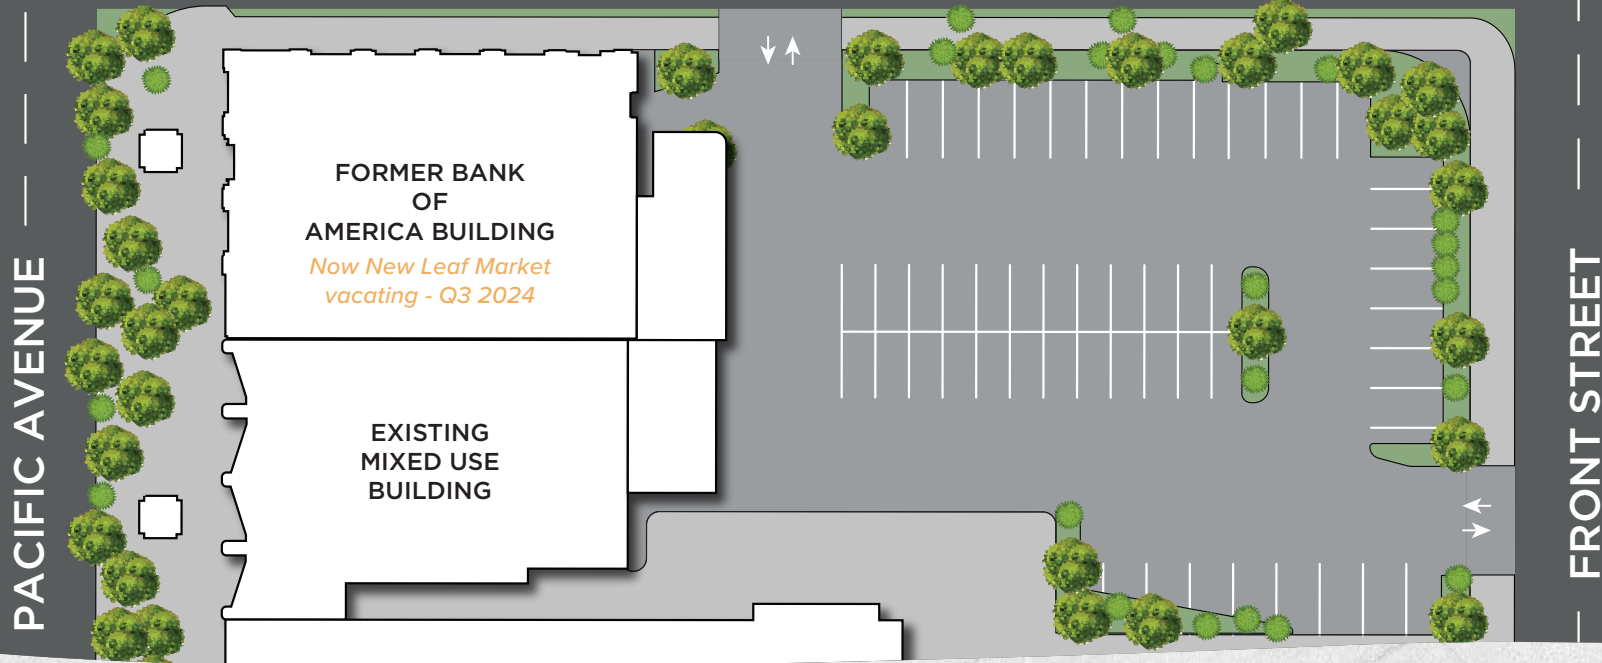 PACIFIC AVENUE
FORMER BANK
OF
AMERICA BUILDING
Now New Leaf Market
vacating - Q3 2024
EXISTING
MIXED USE
BUILDING
FRONT STREET